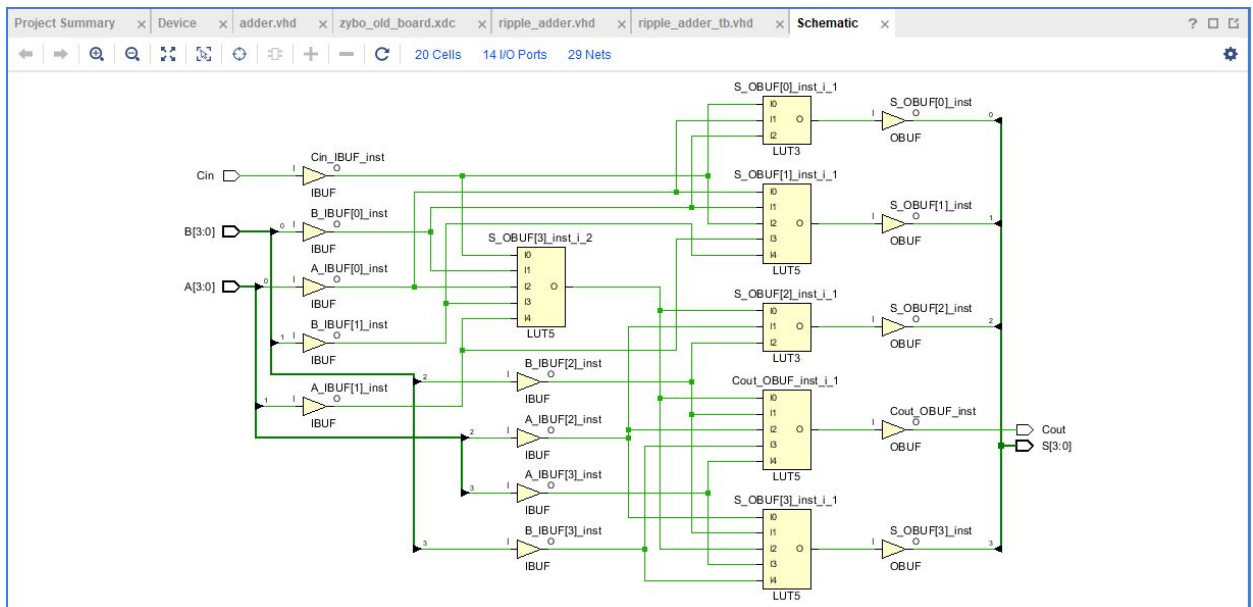 Project Summary × Device × adder.vhd × zybo_old_board.xdc × ripple_adder.vhd × ripple_adder_tb.vhd × Schematic × ?
20 Cells 14 I/O Ports 29 Nets
S_OBUF[0]_inst_i_1
I0
I1 O
I2
LUT3
S_OBUF[0]_inst
I O
OBUF
0
Cin
Cin_IBUF_inst
I O
IBUF
S_OBUF[1]_inst_i_1
I0
I1
I2 O
I3
I4
LUT5
S_OBUF[1]_inst
I O
OBUF
1
B[3:0]
0
B_IBUF[0]_inst
I O
IBUF
A[3:0]
0
A_IBUF[0]_inst
I O
IBUF
S_OBUF[3]_inst_i_2
I0
I1
I2 O
I3
I4
LUT5
1
B_IBUF[1]_inst
I O
IBUF
S_OBUF[2]_inst_i_1
I0
I1 O
I2
LUT3
S_OBUF[2]_inst
I O
OBUF
2
1
A_IBUF[1]_inst
I O
IBUF
2
B_IBUF[2]_inst
I O
IBUF
Cout_OBUF_inst_i_1
I0
I1
I2 O
I3
I4
LUT5
Cout_OBUF_inst
I O
OBUF
Cout
S[3:0]
2
A_IBUF[2]_inst
I O
IBUF
3
A_IBUF[3]_inst
I O
IBUF
3
B_IBUF[3]_inst
I O
IBUF
S_OBUF[3]_inst_i_1
I0
I1
I2 O
I3
I4
LUT5
S_OBUF[3]_inst
I O
OBUF
3